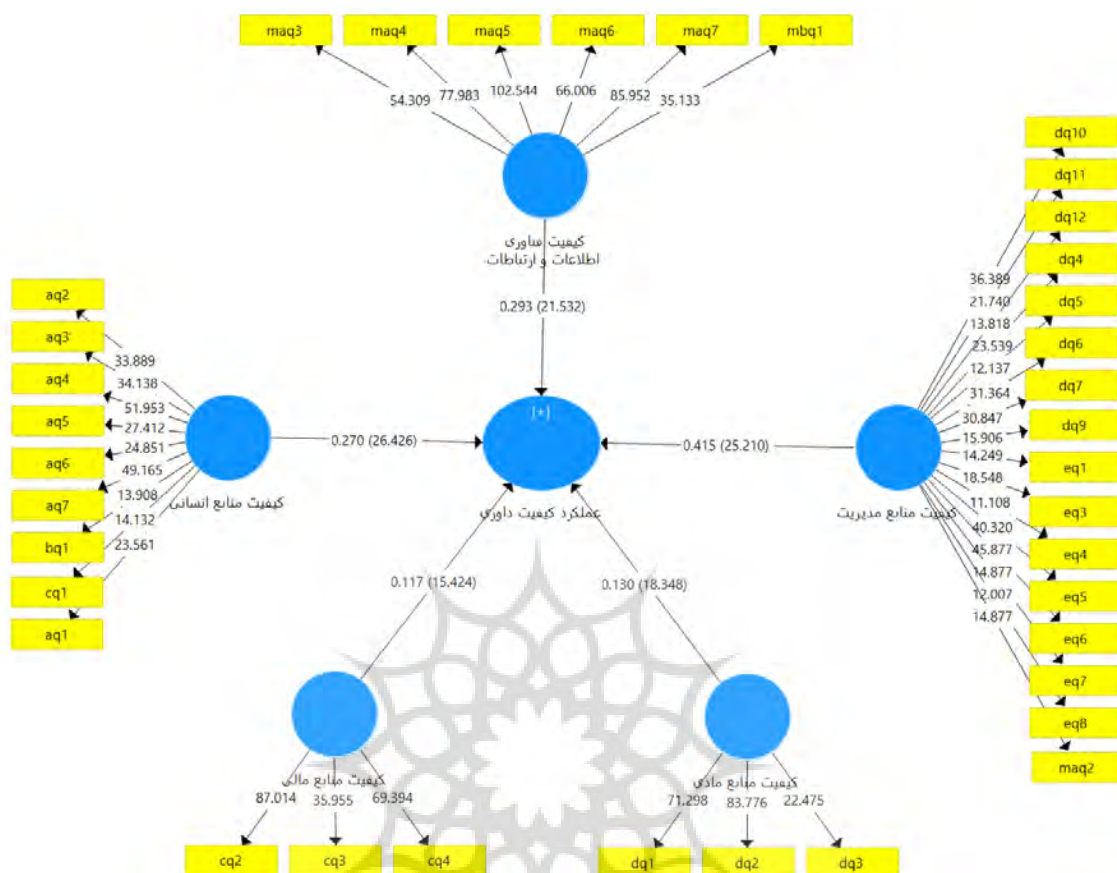 maq3
maq4
maq5
maq6
maq7
mbq1
54.309
77.983
102.544
66.006
85.952
35.133
کیفیت فناوری
اطلاعات و ارتباطات
0.293 (21.532)
aq2
aq3
aq4
aq5
aq6
aq7
bq1
cq1
aq1
33.889
34.138
51.953
27.412
24.851
49.165
13.908
14.132
23.561
کیفیت منابع انسانی
0.270 (26.426)
[+]
عملکرد کیفیت داوری
0.415 (25.210)
کیفیت منابع مدیریت
36.389
21.740
13.818
23.539
12.137
31.364
30.847
15.906
14.249
18.548
11.108
40.320
45.877
14.877
12.007
14.877
dq10
dq11
dq12
dq4
dq5
dq6
dq7
dq9
eq1
eq3
eq4
eq5
eq6
eq7
eq8
maq2
0.117 (15.424)
0.130 (18.348)
کیفیت منابع مالی
87.014
35.955
69.394
cq2
cq3
cq4
کیفیت منابع مادی
71.298
83.776
22.475
dq1
dq2
dq3